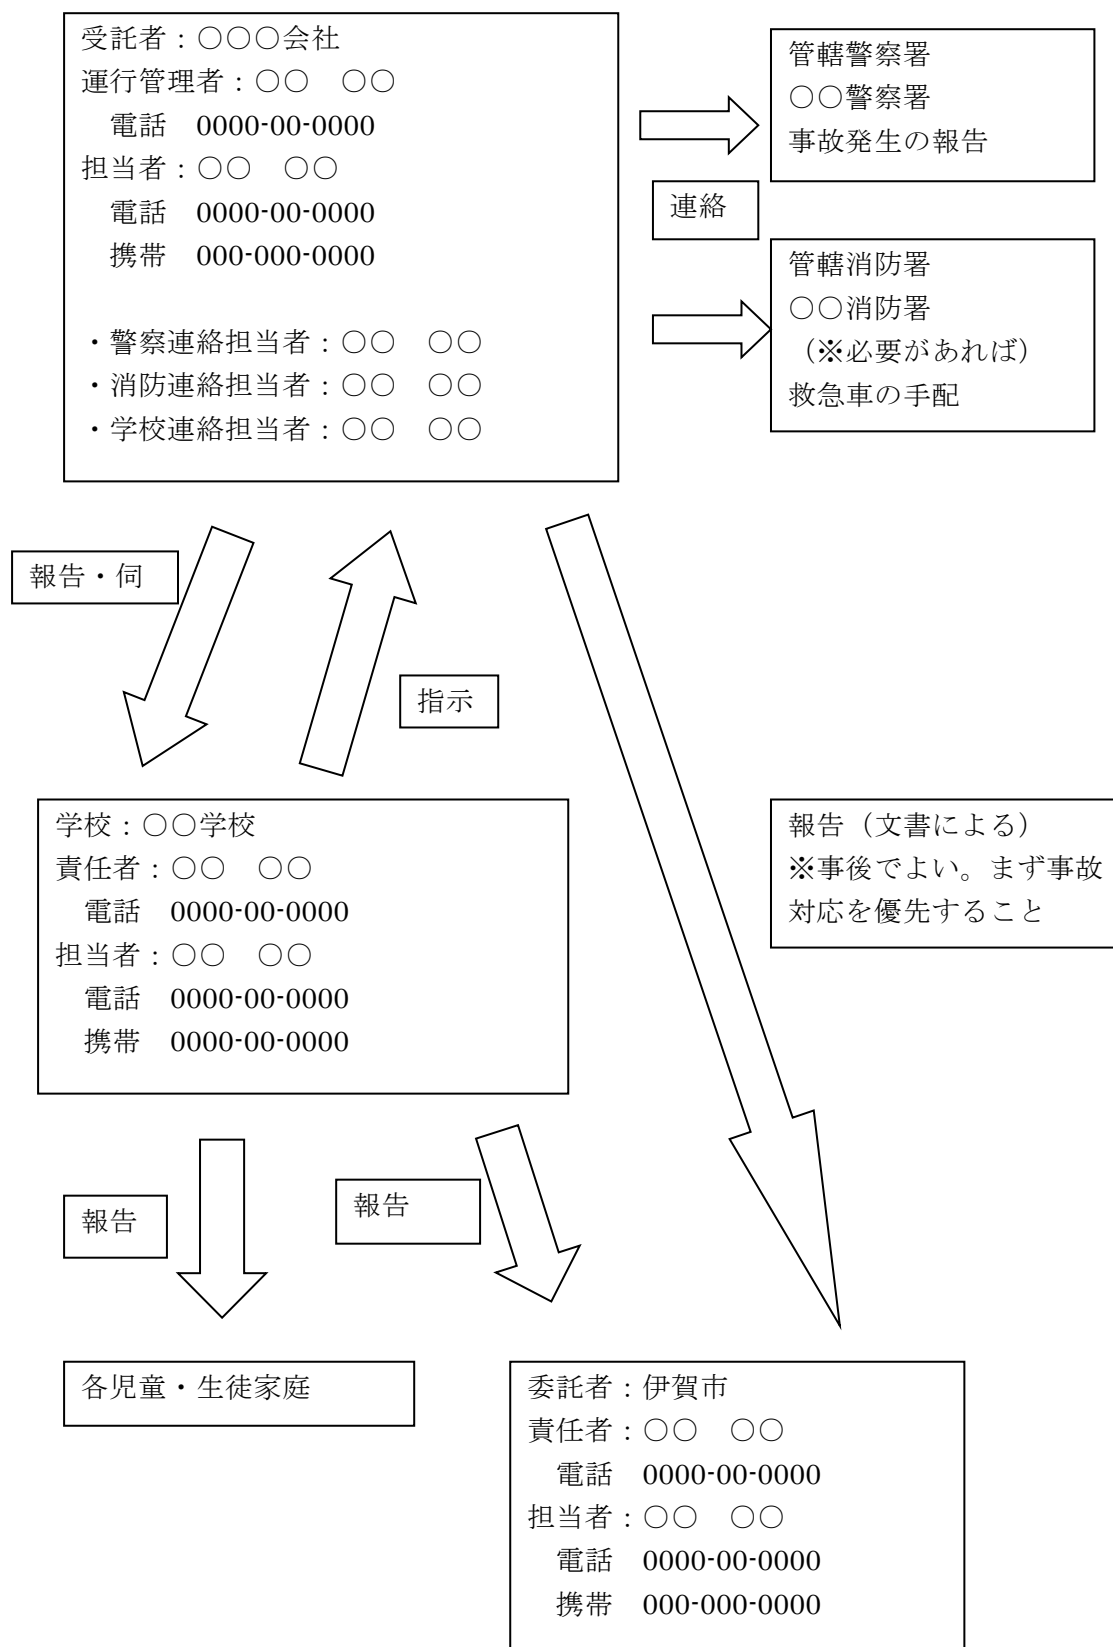 受託者：○○○会社
運行管理者：○○　○○
電話　0000-00-0000
担当者：○○　○○
電話　0000-00-0000
携帯　000-000-0000
・警察連絡担当者：○○　○○
・消防連絡担当者：○○　○○
・学校連絡担当者：○○　○○
管轄警察署
○○警察署
事故発生の報告
連絡
管轄消防署
○○消防署
（※必要があれば）
救急車の手配
報告・伺
指示
学校：○○学校
責任者：○○　○○
電話　0000-00-0000
担当者：○○　○○
電話　0000-00-0000
携帯　0000-00-0000
報告（文書による）
※事後でよい。まず事故
対応を優先すること
報告
報告
各児童・生徒家庭
委託者：伊賀市
責任者：○○　○○
電話　0000-00-0000
担当者：○○　○○
電話　0000-00-0000
携帯　000-000-0000